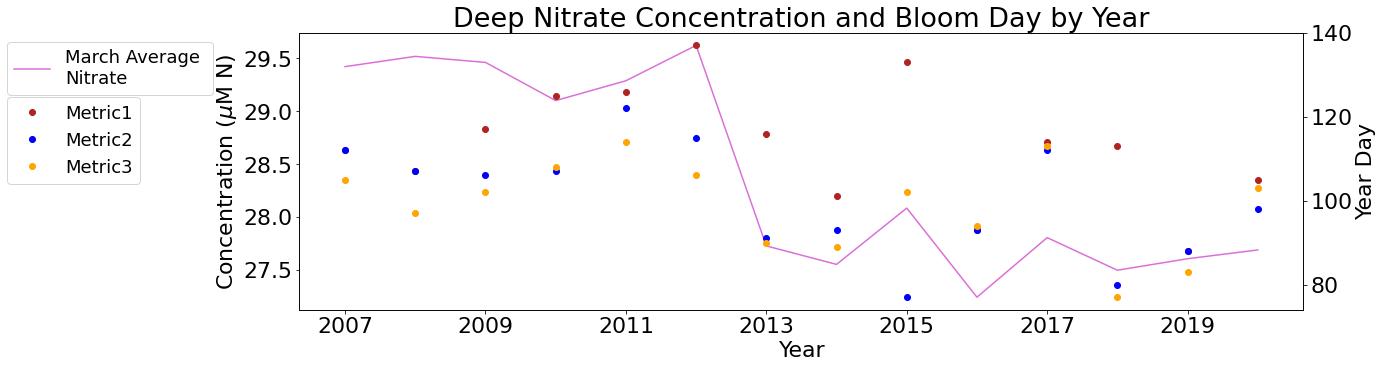 Deep Nitrate Concentration and Bloom Day by Year
March Average
Nitrate
Metric1
Metric2
Metric3
Concentration (μM N)
29.5
29.0
28.5
28.0
27.5
140
120
100
80
Year Day
2007
2009
2011
2013
2015
2017
2019
Year